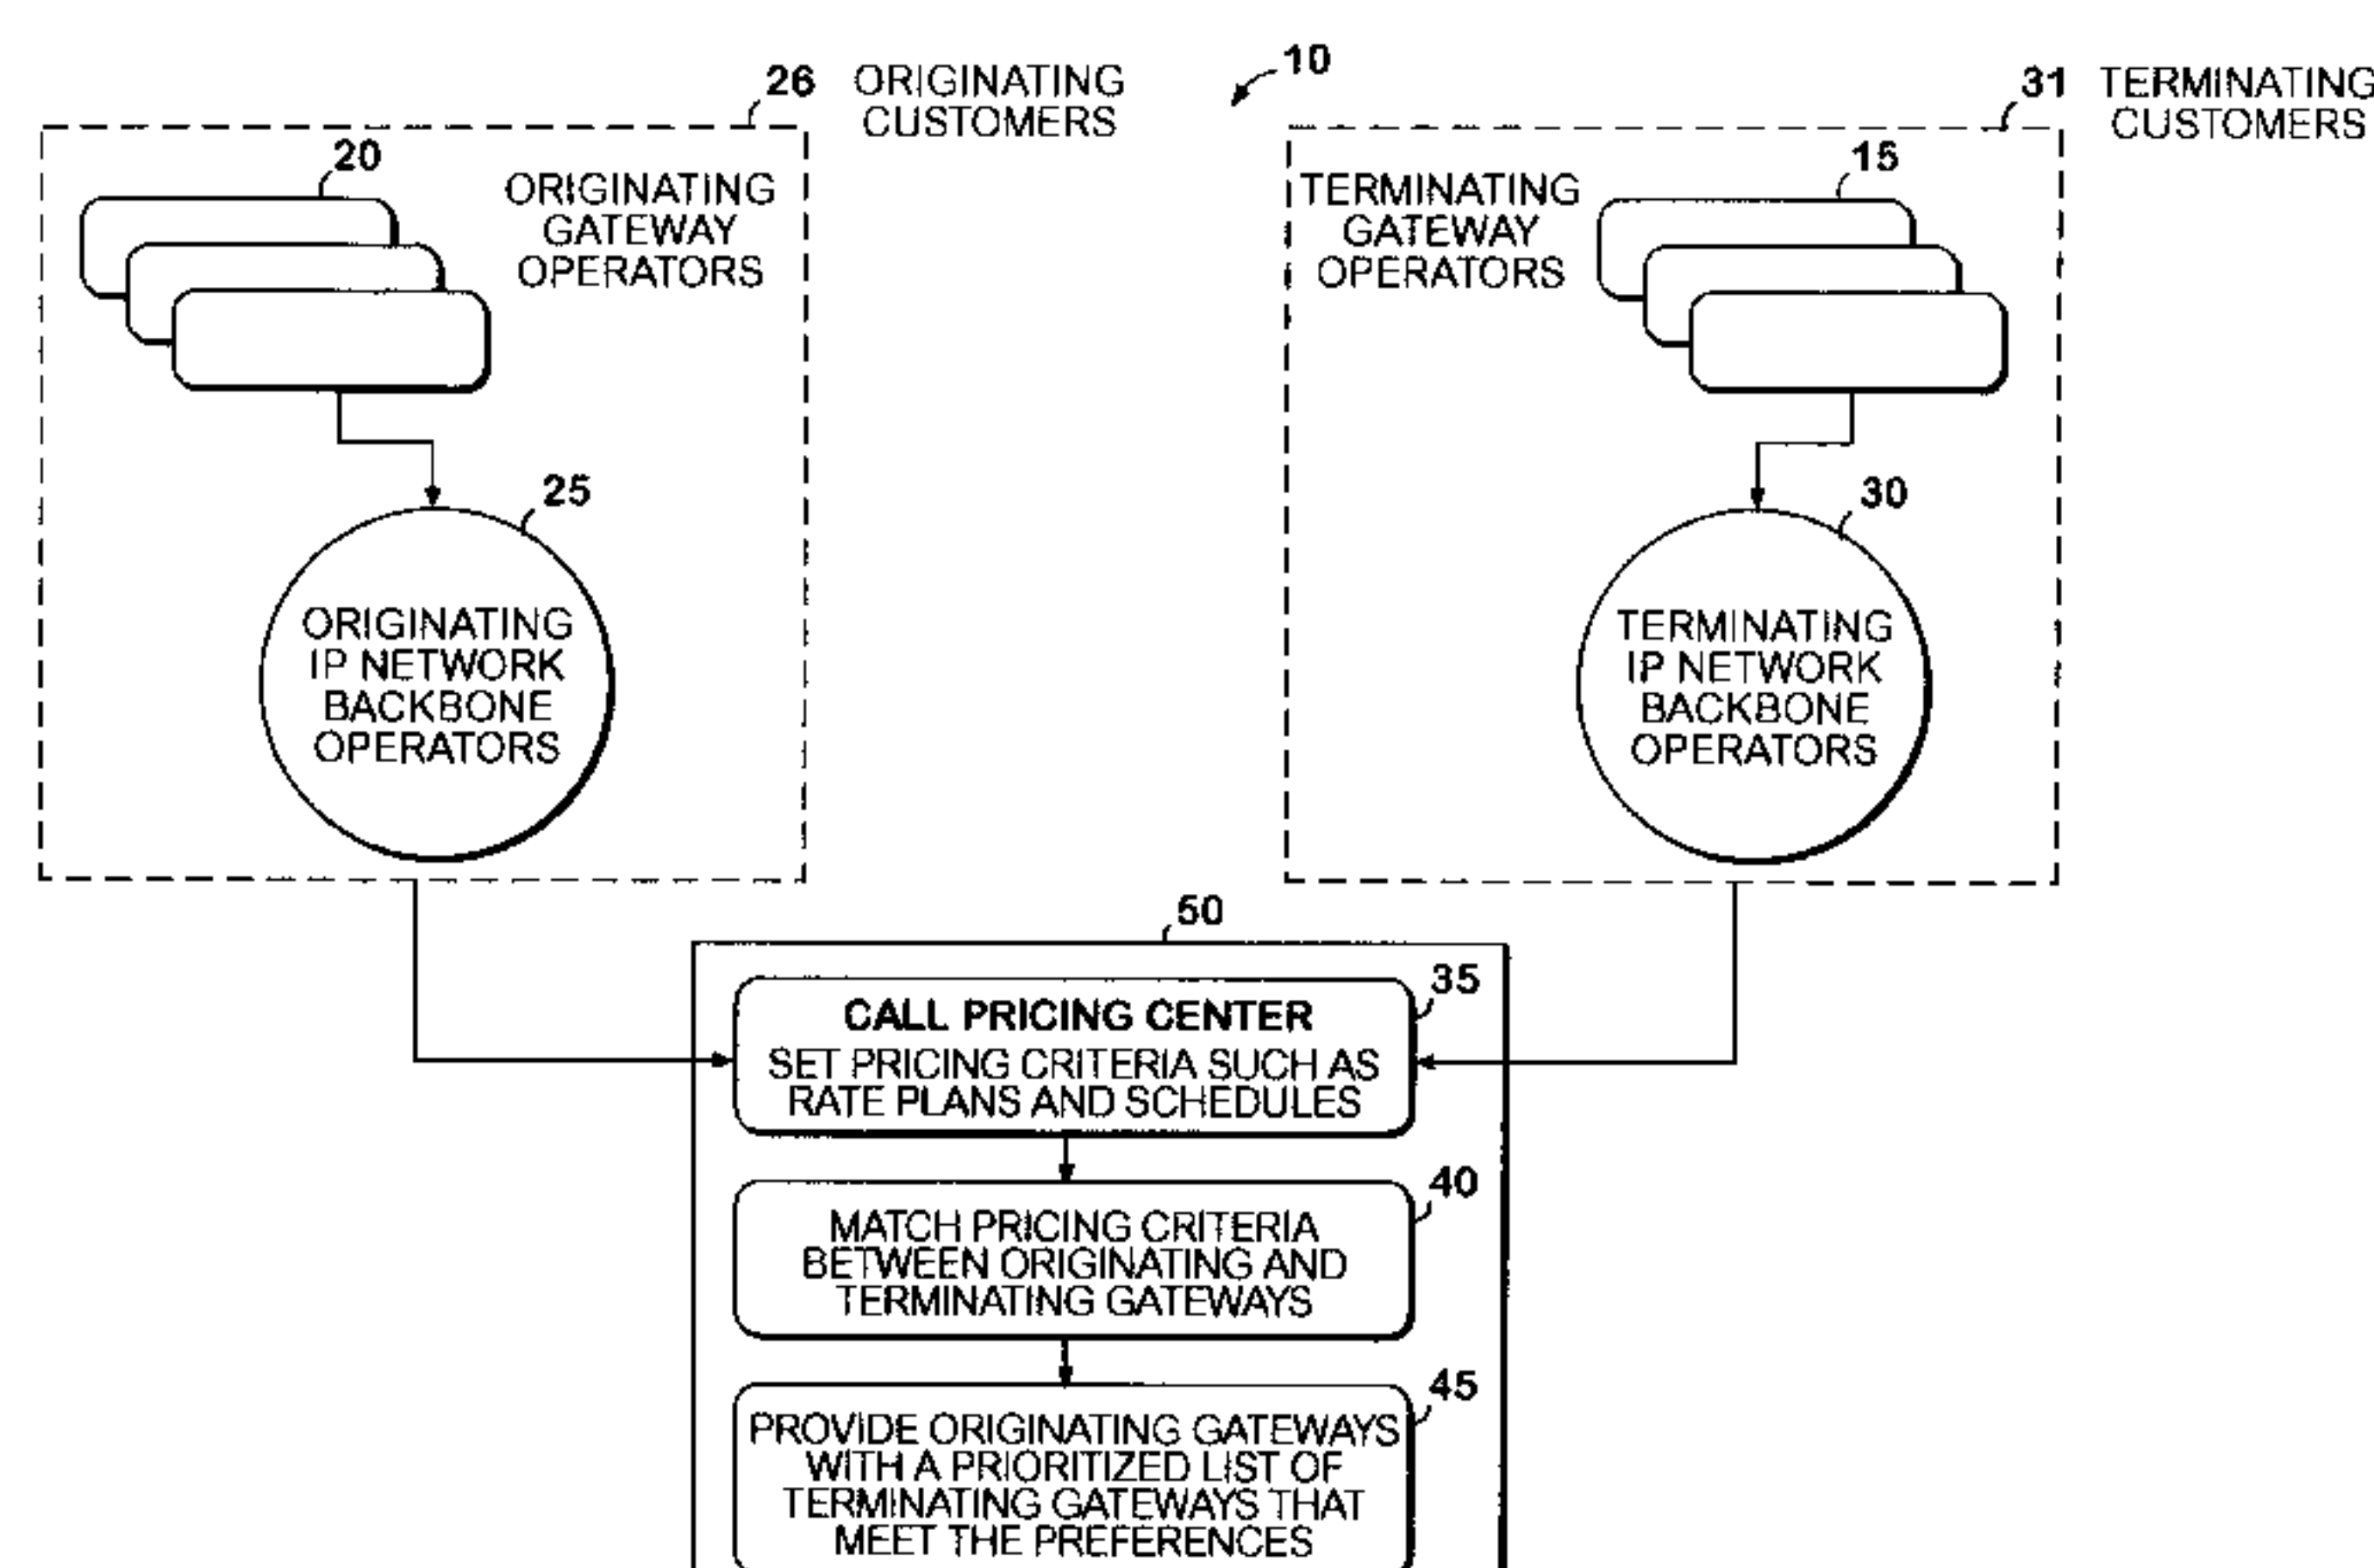 10
26
ORIGINATING
CUSTOMERS
31
TERMINATING
CUSTOMERS
20
ORIGINATING
GATEWAY
OPERATORS
TERMINATING
GATEWAY
OPERATORS
15
25
ORIGINATING
IP NETWORK
BACKBONE
OPERATORS
30
TERMINATING
IP NETWORK
BACKBONE
OPERATORS
50
35
CALL PRICING CENTER
SET PRICING CRITERIA SUCH AS
RATE PLANS AND SCHEDULES
40
MATCH PRICING CRITERIA
BETWEEN ORIGINATING AND
TERMINATING GATEWAYS
45
PROVIDE ORIGINATING GATEWAYS
WITH A PRIORITIZED LIST OF
TERMINATING GATEWAYS THAT
MEET THE PREFERENCES